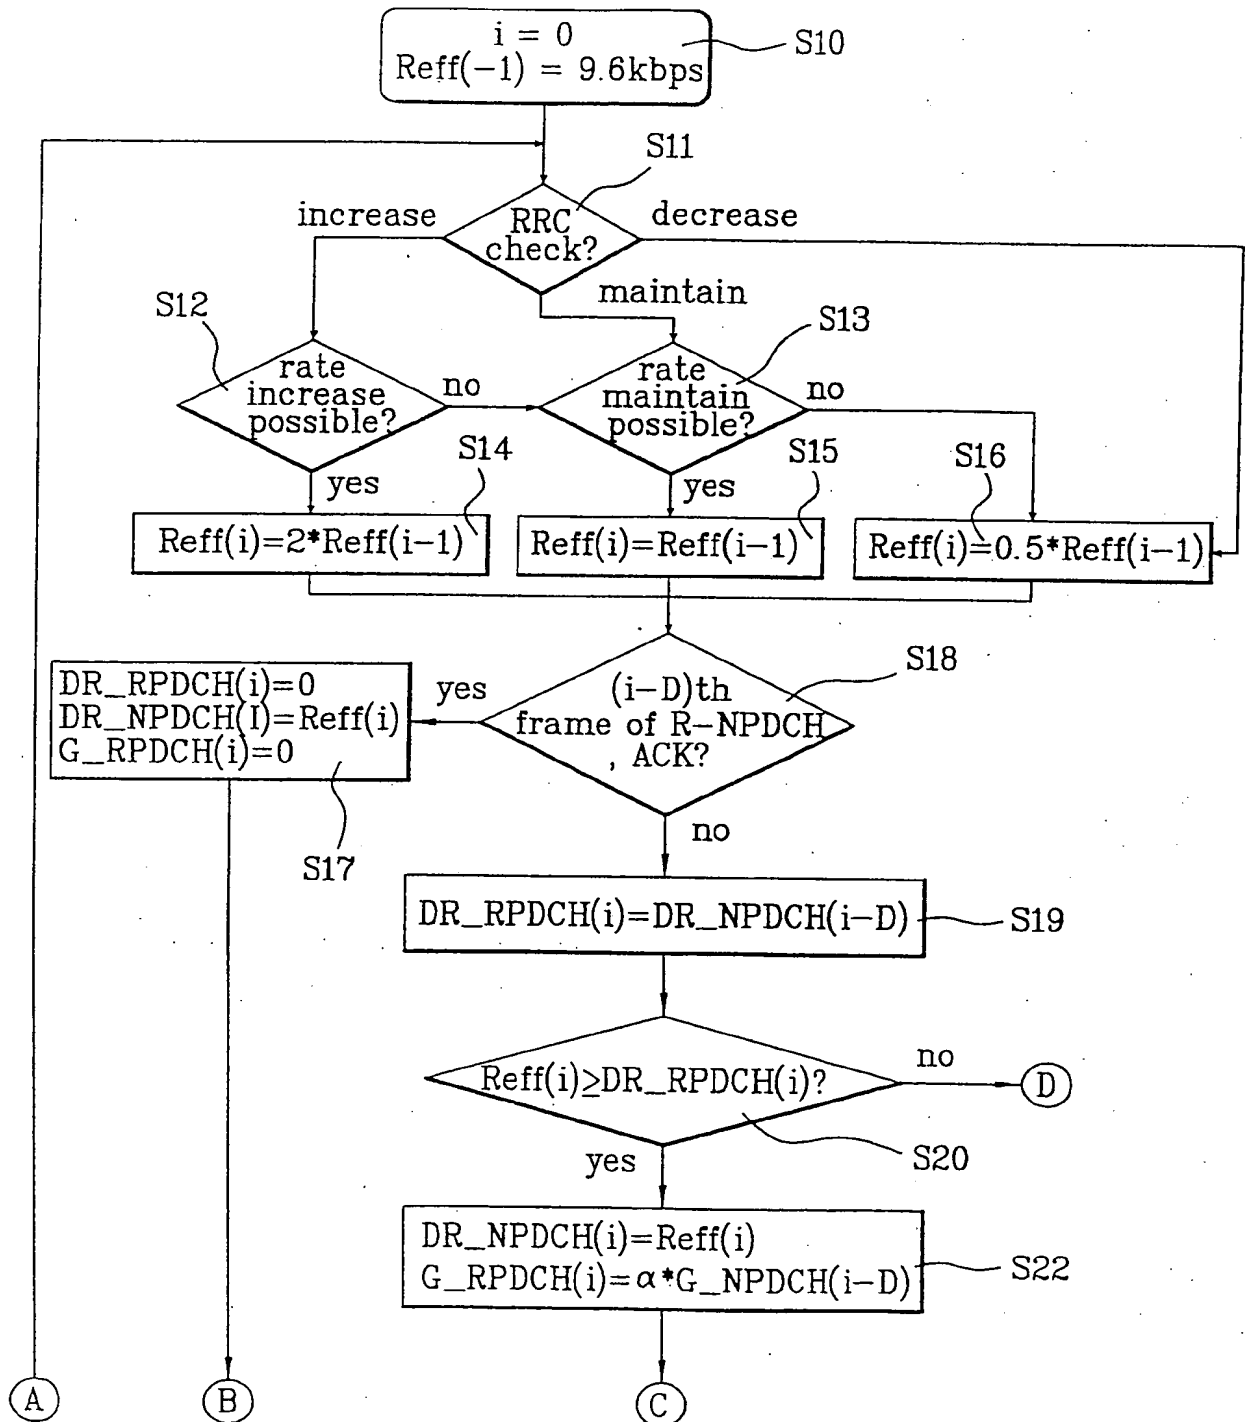 i = 0
Reff(-1) = 9.6kbps
S10
S11
increase
RRC
check?
decrease
maintain
S12
S13
rate
increase
possible?
no
rate
maintain
possible?
no
S14
S15
S16
yes
yes
Reff(i)=2*Reff(i-1)
Reff(i)=Reff(i-1)
Reff(i)=0.5*Reff(i-1)
S18
DR_RPDCH(i)=0
DR_NPDCH(I)=Reff(i)
G_RPDCH(i)=0
yes
(i-D)th
frame of R-NPDCH
, ACK?
S17
no
DR_RPDCH(i)=DR_NPDCH(i-D)
S19
Reff(i)≥DR_RPDCH(i)?
no
D
S20
yes
DR_NPDCH(i)=Reff(i)
G_RPDCH(i)=α*G_NPDCH(i-D)
S22
A
B
C